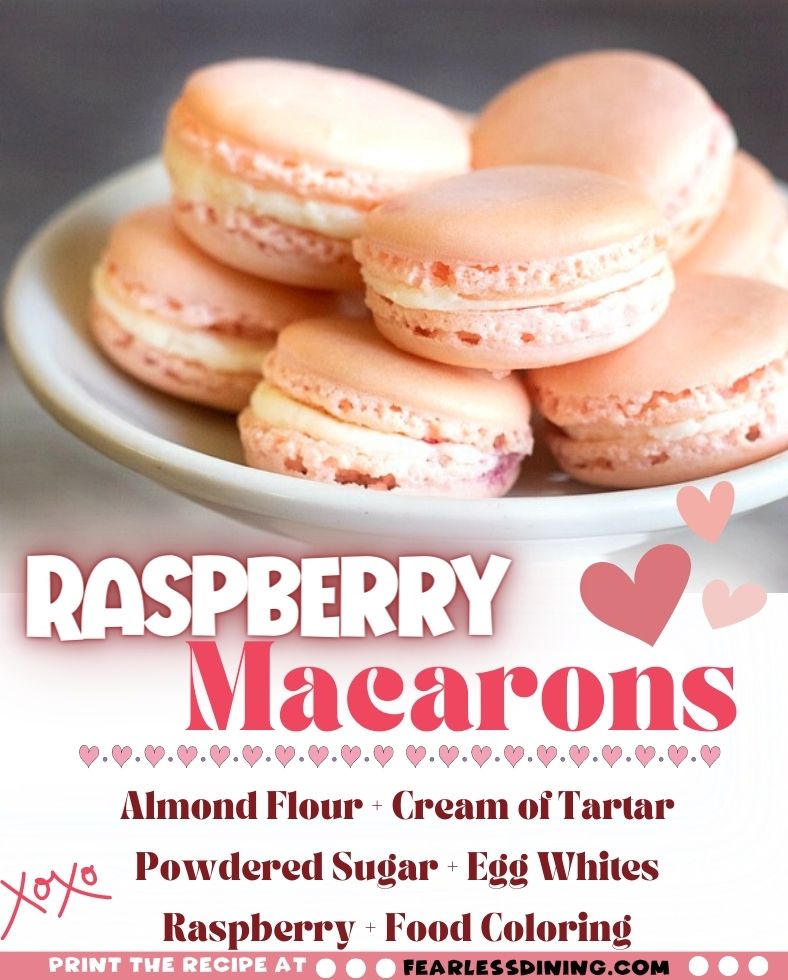 RASPBERRY
Macarons
Almond Flour + Cream of Tartar
Powdered Sugar + Egg Whites
XoXo
Raspberry + Food Coloring
PRINT THE RECIPE AT FEARLESSDINING.COM